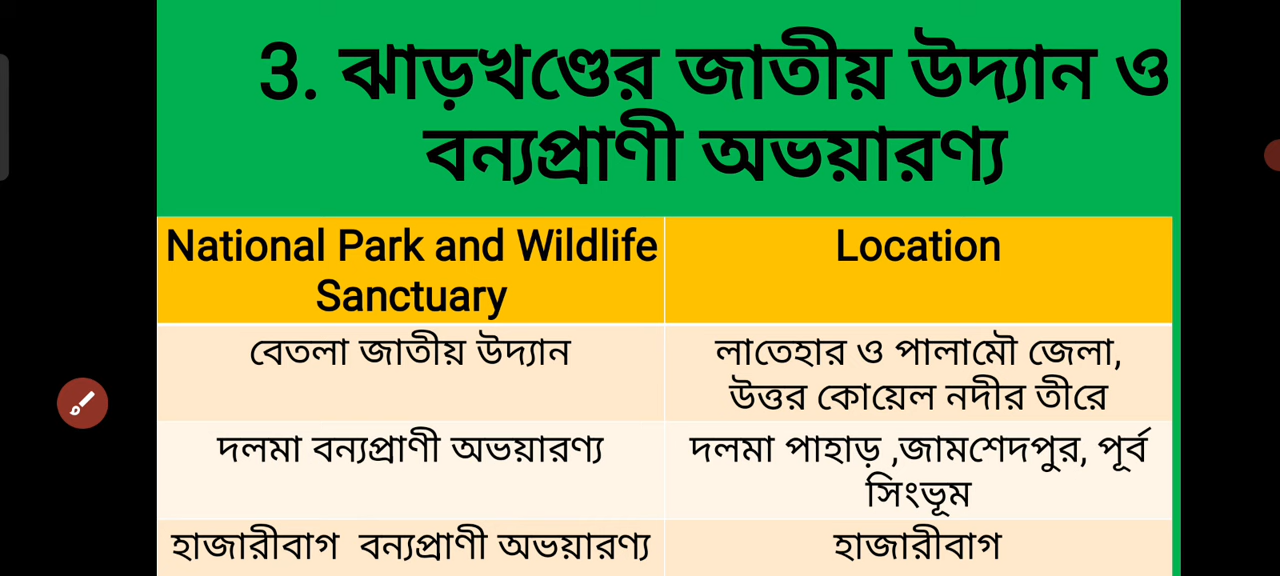 3. ঝাড়খণ্ডের জাতীয় উদ্যান ও
বন্যপ্রাণী অভয়ারণ্য
National Park and Wildlife
Sanctuary
Location
বেতলা জাতীয় উদ্যান
লাতেহার ও পালামৌ জেলা,
উত্তর কোয়েল নদীর তীরে
দলমা বন্যপ্রাণী অভয়ারণ্য
দলমা পাহাড় ,জামশেদপুর, পূর্ব
সিংভূম
হাজারীবাগ বন্যপ্রাণী অভয়ারণ্য
হাজারীবাগ